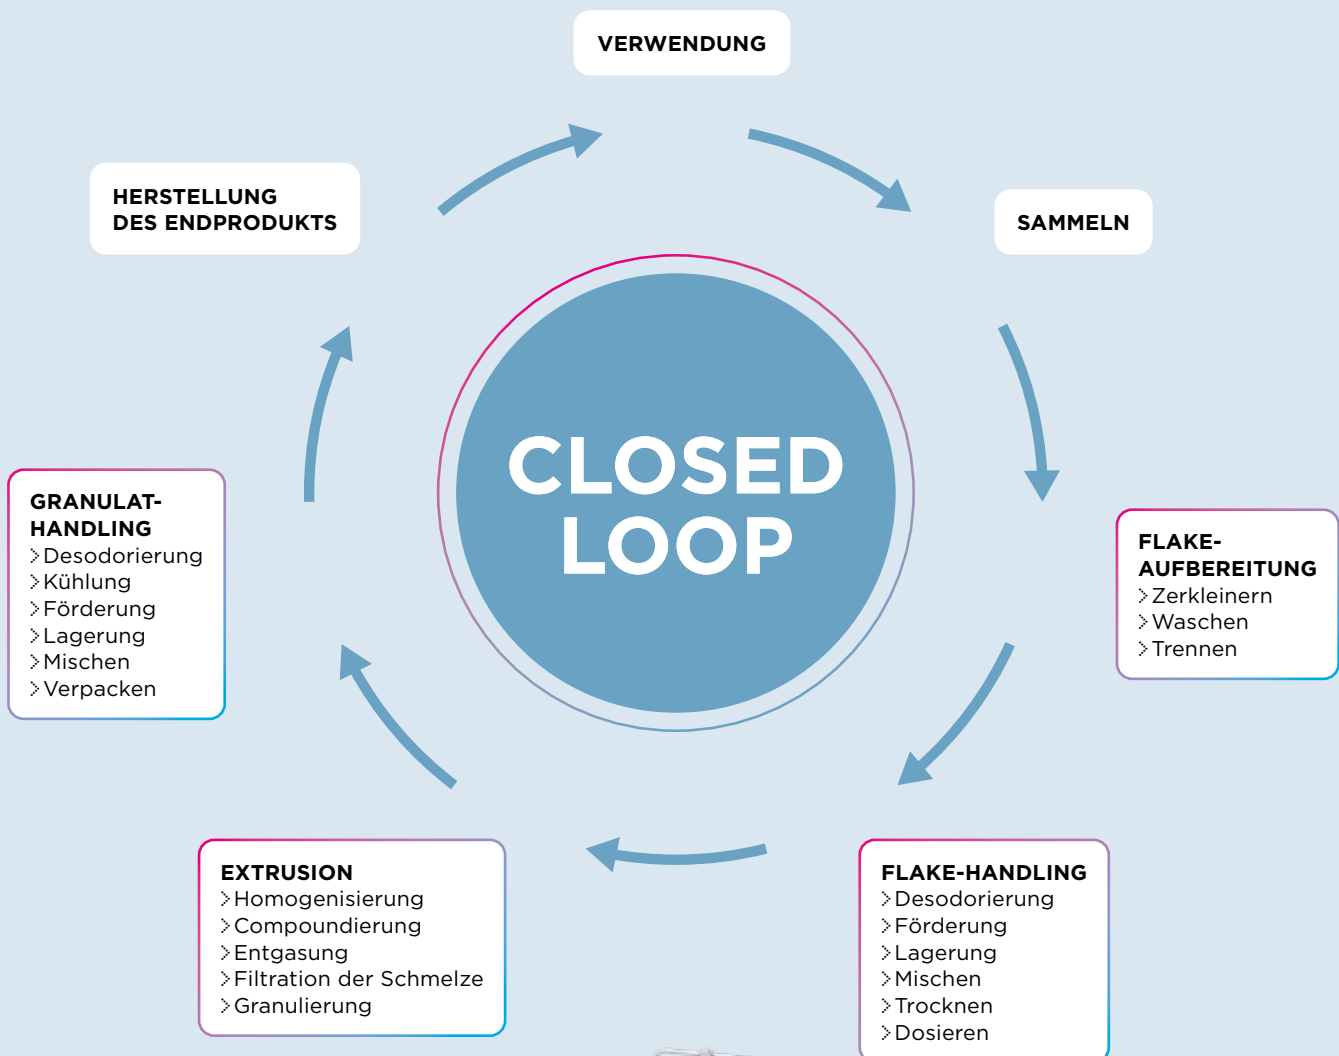 VERWENDUNG
SAMMELN
FLAKE-
AUFBEREITUNG
>Zerkleinern
>Waschen
>Trennen
FLAKE-HANDLING
>Desodorierung
>Förderung
>Lagerung
>Mischen
>Trocknen
>Dosieren
EXTRUSION
>Homogenisierung
>Compoundierung
>Entgasung
>Filtration der Schmelze
>Granulierung
GRANULAT-
HANDLING
>Desodorierung
>Kühlung
>Förderung
>Lagerung
>Mischen
>Verpacken
HERSTELLUNG
DES ENDPRODUKTS
CLOSED
LOOP